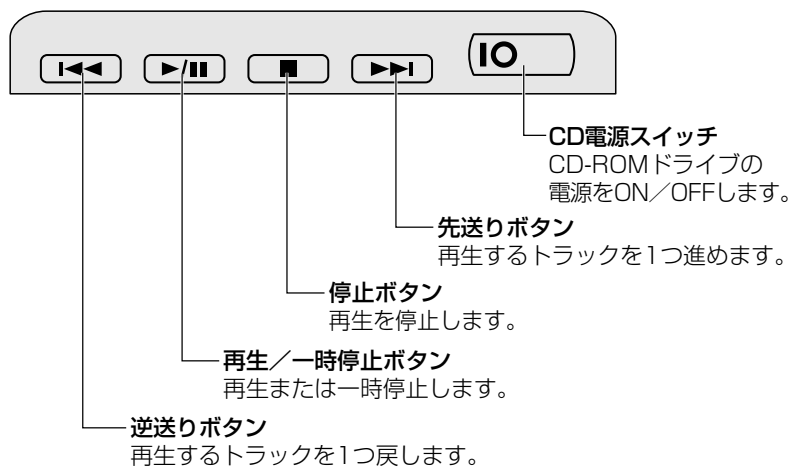 CD電源スイッチ
CD-ROMドライブの
電源をON／OFFします。
先送りボタン
再生するトラックを1つ進めます。
停止ボタン
再生を停止します。
再生／一時停止ボタン
再生または一時停止します。
逆送りボタン
再生するトラックを1つ戻します。